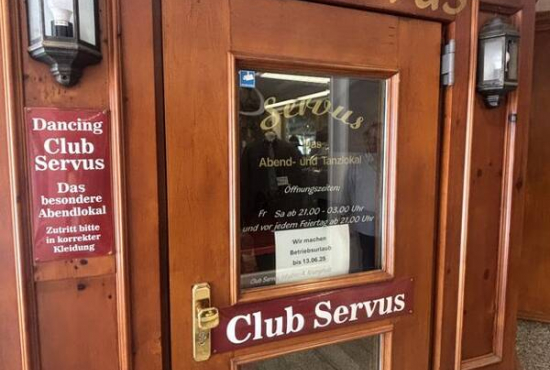 Dancing
Club
Servus
Das
besondere
Abendlokal
Zutritt bitte
in korrekter
Kleidung
Servus
Das
Abend- und Tanzlokal
Öffnungszeiten:
Fr Sa ab 21.00 - 03.00 Uhr
und vor jedem Feiertag ab 21.00 Uhr
Wir machen
Betriebsurlaub
bis 13.06.25
Club Servus